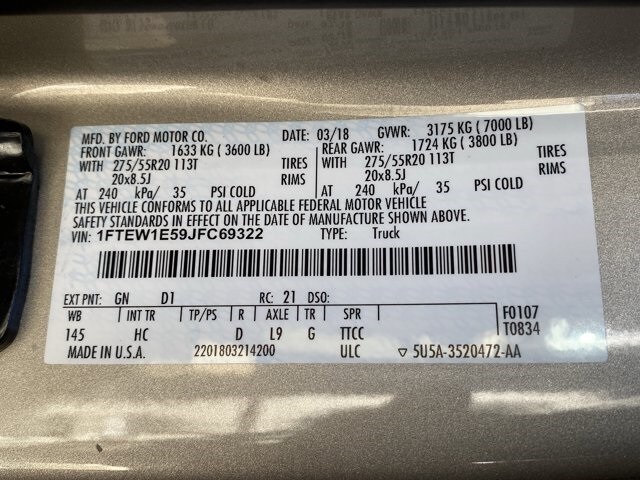 MFD. BY FORD MOTOR CO. DATE: 03/18 GVWR: 3175 KG ( 7000 LB)
FRONT GAWR: 1633 KG ( 3600 LB) REAR GAWR: 1724 KG ( 3800 LB)
WITH 275/55R20 113T TIRES 275/55R20 113T TIRES
20x8.5J RIMS 20x8.5J RIMS
AT 240 kPa/ 35 PSI COLD AT 240 kPa/ 35 PSI COLD
THIS VEHICLE CONFORMS TO ALL APPLICABLE FEDERAL MOTOR VEHICLE
SAFETY STANDARDS IN EFFECT ON THE DATE OF MANUFACTURE SHOWN ABOVE.
VIN: 1FTEW1E59JFC69322 TYPE: Truck
EXT PNT: GN D1 RC: 21 DSO:
WB INT TR TP/PS R AXLE TR SPR F0107
145 HC D L9 G TTCC T0834
MADE IN U.S.A. 2201803214200 ULC ▽ 5U5A-3520472-AA